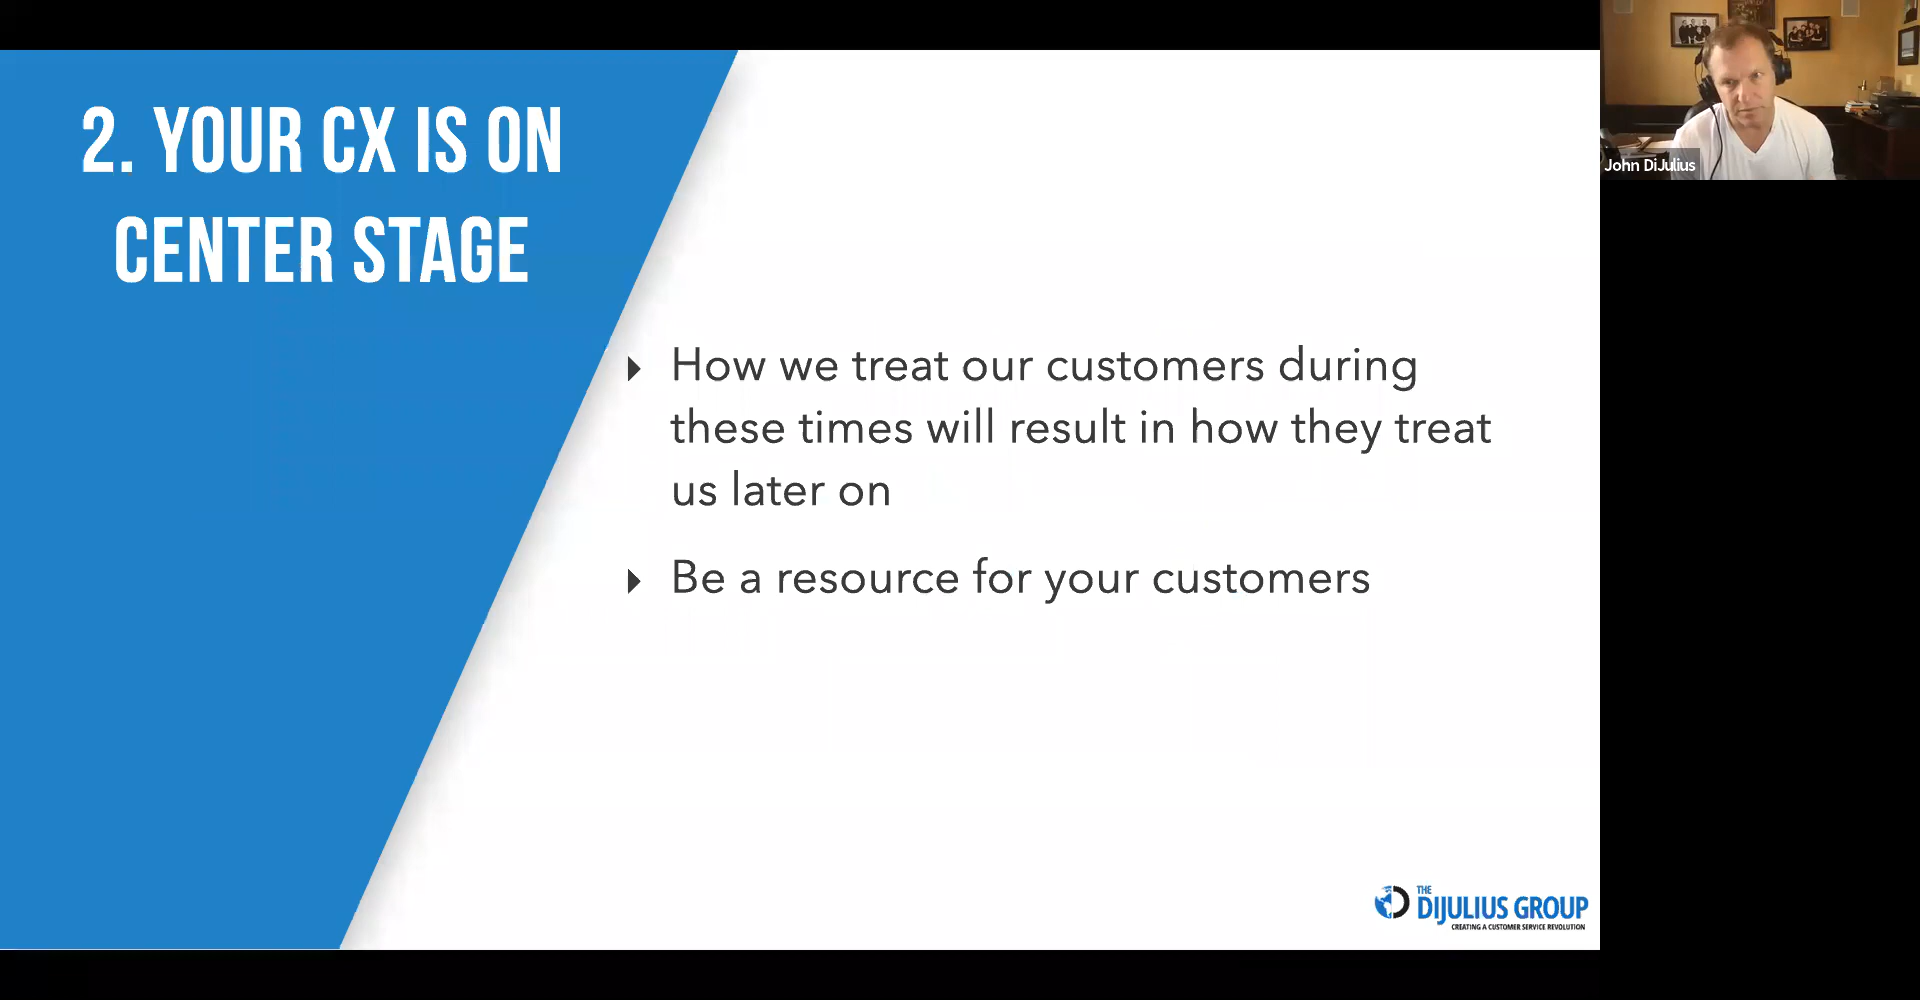 2. YOUR CX IS ON
CENTER STAGE
How we treat our customers during
these times will result in how they treat
us later on
Be a resource for your customers
THE
DIJULIUS GROUP
CREATING A CUSTOMER SERVICE REVOLUTION
John DiJulius